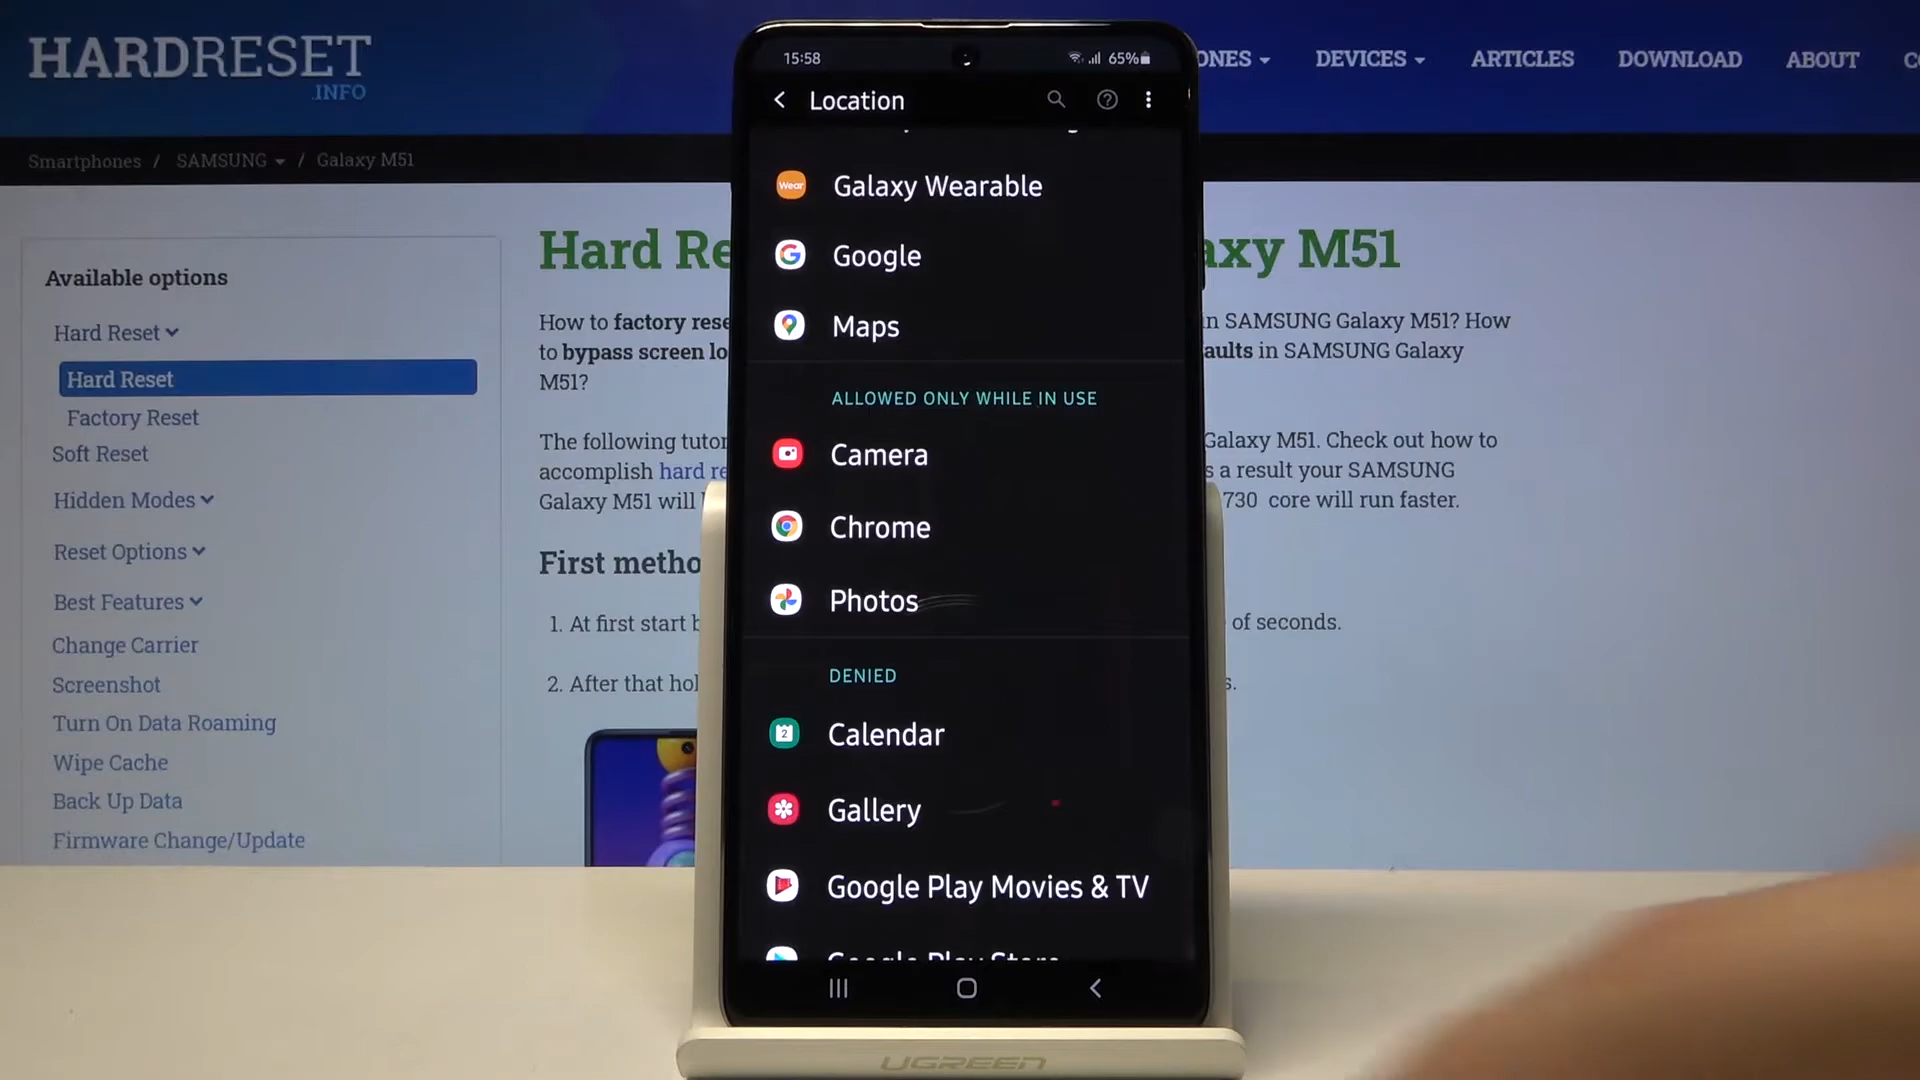 HARDRESET
.INFO
ONES
DEVICES
ARTICLES
DOWNLOAD
ABOUT
Smartphones / SAMSUNG / Galaxy M51
Available options
Hard Reset
Hard Reset
Factory Reset
Soft Reset
Hidden Modes
Reset Options
Best Features
Change Carrier
Screenshot
Turn On Data Roaming
Wipe Cache
Back Up Data
Firmware Change/Update
Hard Re
axy M51
How to factory rese
n SAMSUNG Galaxy M51? How
to bypass screen lo
aults in SAMSUNG Galaxy
M51?
The following tutor
Galaxy M51. Check out how to
accomplish hard re
s a result your SAMSUNG
Galaxy M51 will
730 core will run faster.
First metho
1. At first start b
of seconds.
2. After that hol
s.
15:58
65%
Location
Wear
Galaxy Wearable
Google
Maps
ALLOWED ONLY WHILE IN USE
Camera
Chrome
Photos
DENIED
2
Calendar
Gallery
Google Play Movies & TV
Google Play Store
UGREEN